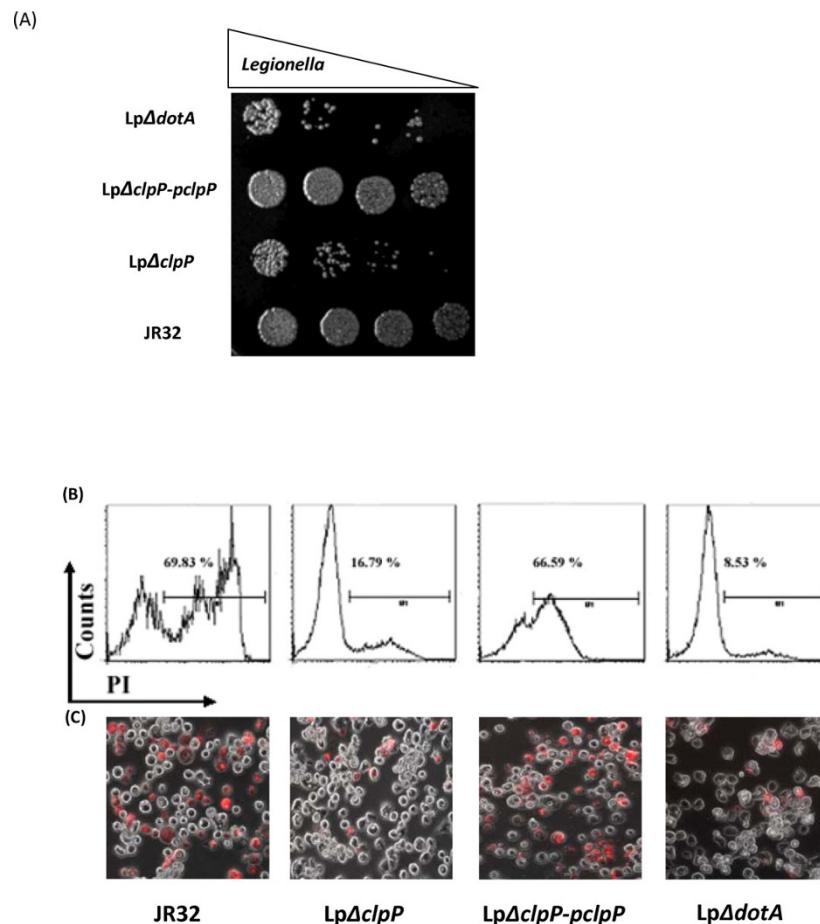 (A)
Legionella
LpΔdotA
LpΔclpP-pclpP
LpΔclpP
JR32
(B)
69.83 %
16.79 %
66.59 %
8.53 %
Counts
PI
(C)
JR32
LpΔclpP
LpΔclpP-pclpP
LpΔdotA